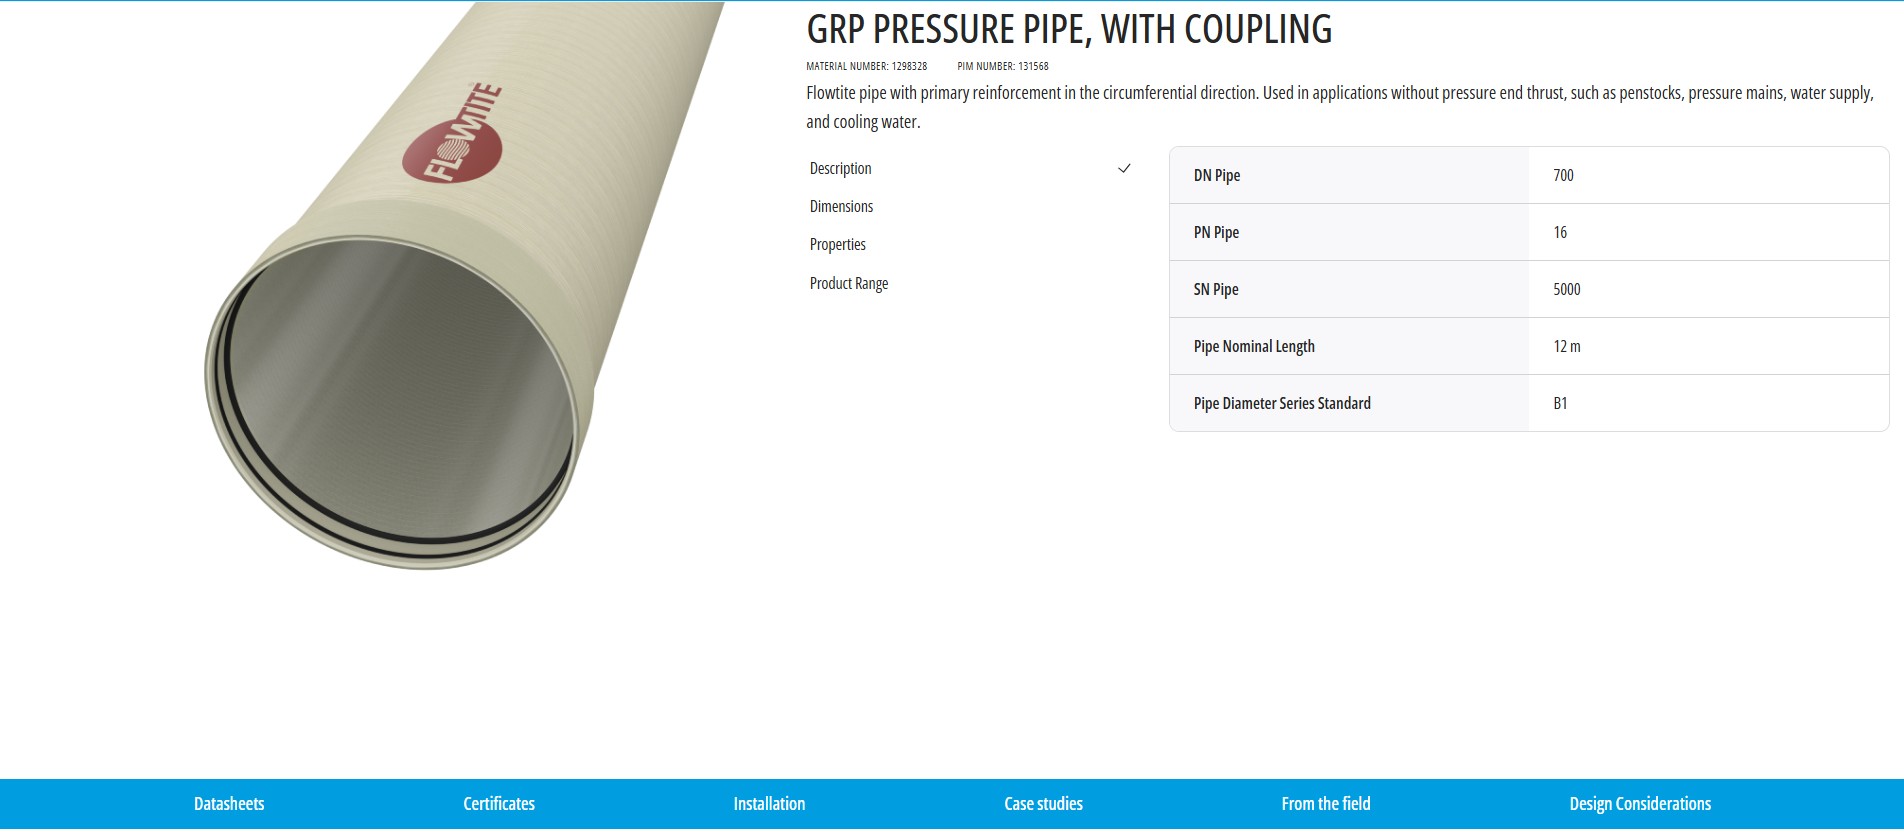 GRP PRESSURE PIPE, WITH COUPLING
MATERIAL NUMBER: 1298328 PIM NUMBER: 131568
Flowtite pipe with primary reinforcement in the circumferential direction. Used in applications without pressure end thrust, such as penstocks, pressure mains, water supply,
and cooling water.
FLOWTITE
Description
Dimensions
Properties
Product Range
DN Pipe 700
PN Pipe 16
SN Pipe 5000
Pipe Nominal Length 12 m
Pipe Diameter Series Standard B1
Datasheets Certificates Installation Case studies From the field Design Considerations